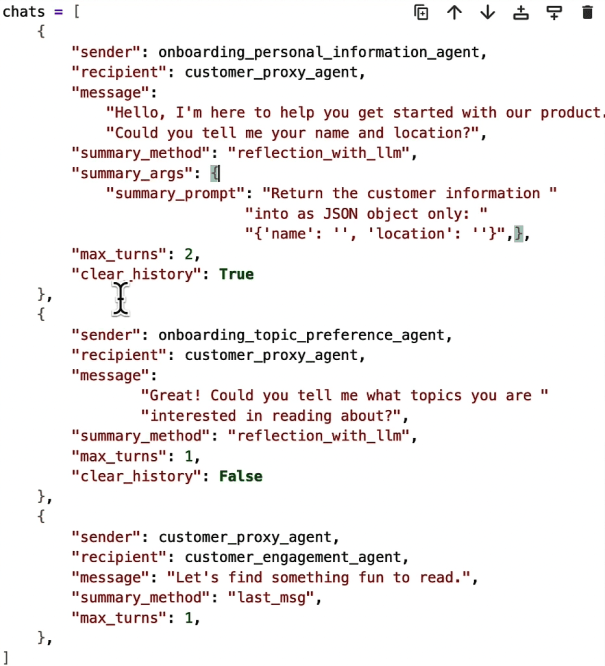 chats = [
    {
        "sender": onboarding_personal_information_agent,
        "recipient": customer_proxy_agent,
        "message":
            "Hello, I'm here to help you get started with our product.
            "Could you tell me your name and location?",
        "summary_method": "reflection_with_llm",
        "summary_args": {
            "summary_prompt": "Return the customer information "
                            "into as JSON object only: "
                            "{'name': '', 'location': ''}",},
        "max_turns": 2,
        "clear_history": True
    },
    {
        "sender": onboarding_topic_preference_agent,
        "recipient": customer_proxy_agent,
        "message":
                "Great! Could you tell me what topics you are "
                "interested in reading about?",
        "summary_method": "reflection_with_llm",
        "max_turns": 1,
        "clear_history": False
    },
    {
        "sender": customer_proxy_agent,
        "recipient": customer_engagement_agent,
        "message": "Let's find something fun to read.",
        "summary_method": "last_msg",
        "max_turns": 1,
    },
]